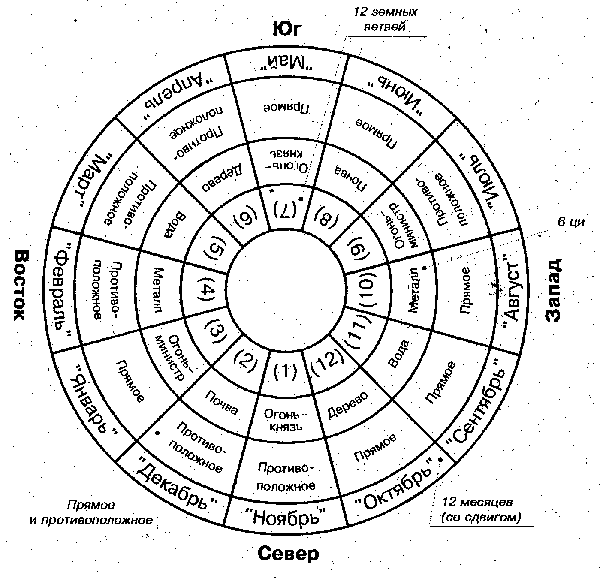 12 земных
ветвей
Юг
"Май"
Прямое
Огонь-
князь
(7)
"Июнь"
Прямое
Почва
(8)
"Июль"
Противо-
положное
Огонь-
министр
(9)
6 ци
Запад
"Август"
Прямое
Металл
(10)
"Сентябрь"
Прямое
Вода
(11)
"Октябрь"
Прямое
Дерево
(12)
"Ноябрь"
Противо-
положное
Огонь-
князь
(1)
"Декабрь"
Противо-
положное
Почва
(2)
"Январь"
Прямое
Огонь-
министр
(3)
Восток
"Февраль"
Противо-
положное
Металл
(4)
"Март"
Противо-
положное
Вода
(5)
"Апрель"
Противо-
положное
Дерево
(6)
Прямое
и противоположное
12 месяцев
(со сдвигом)
Север